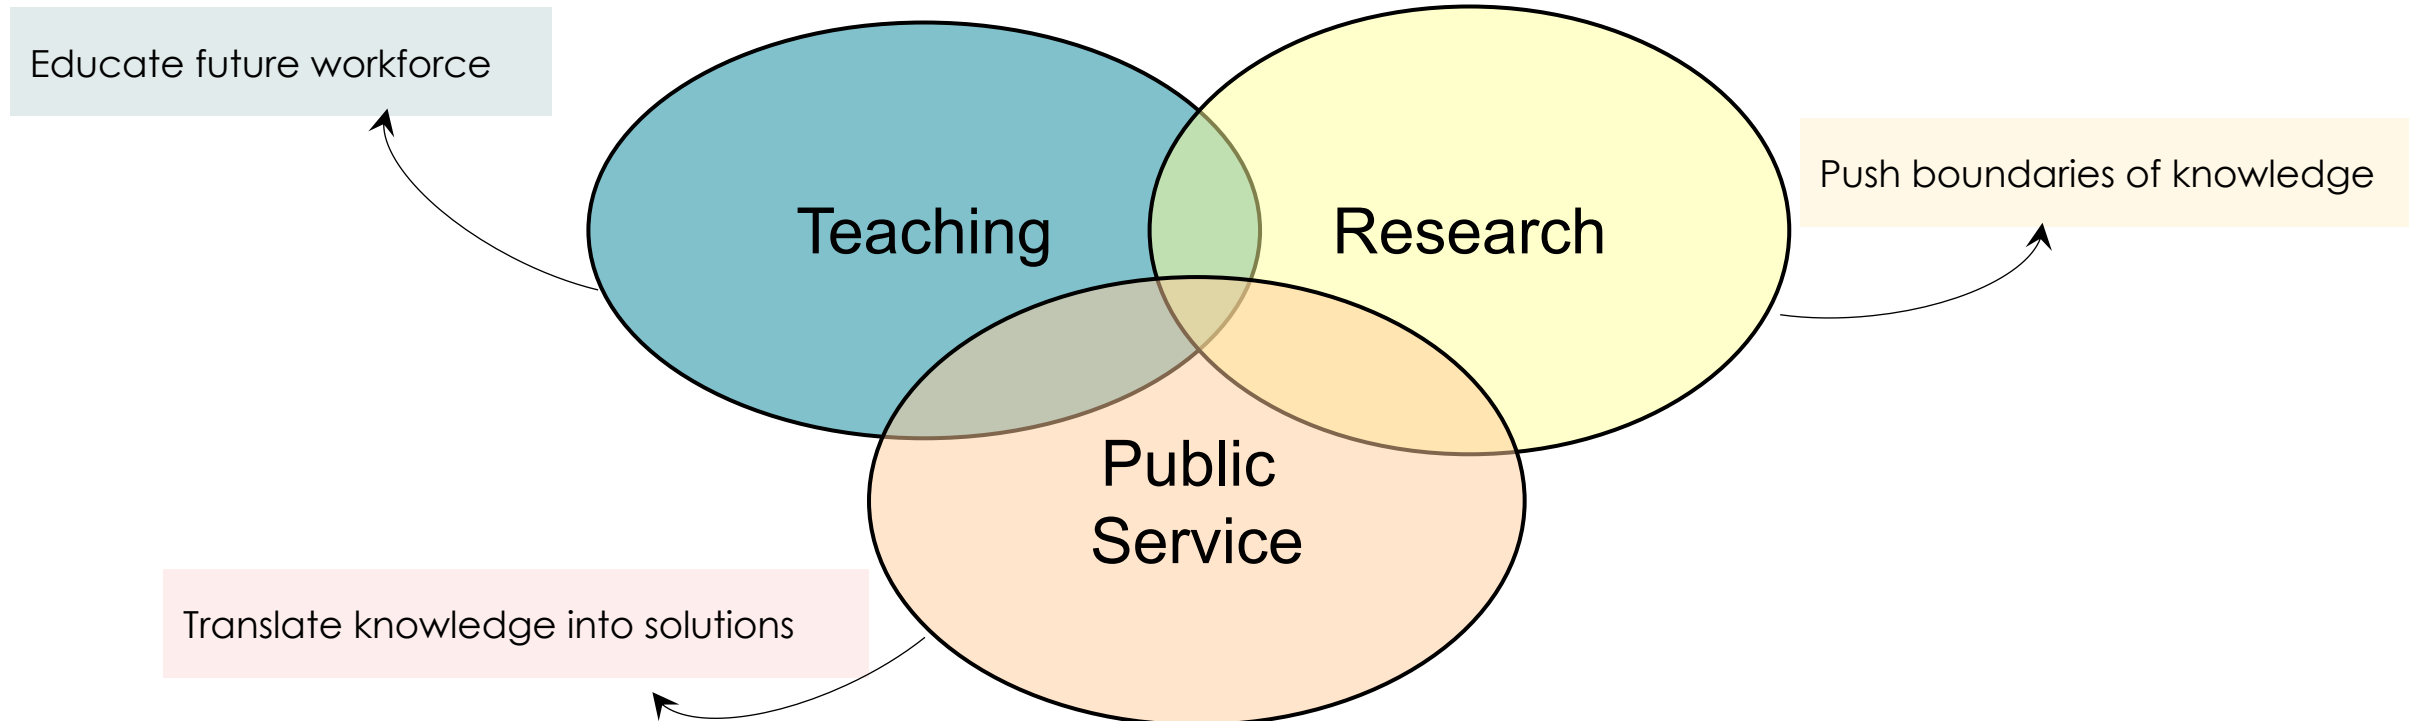 Educate future workforce
Push boundaries of knowledge
Teaching
Research
Public
Service
Translate knowledge into solutions